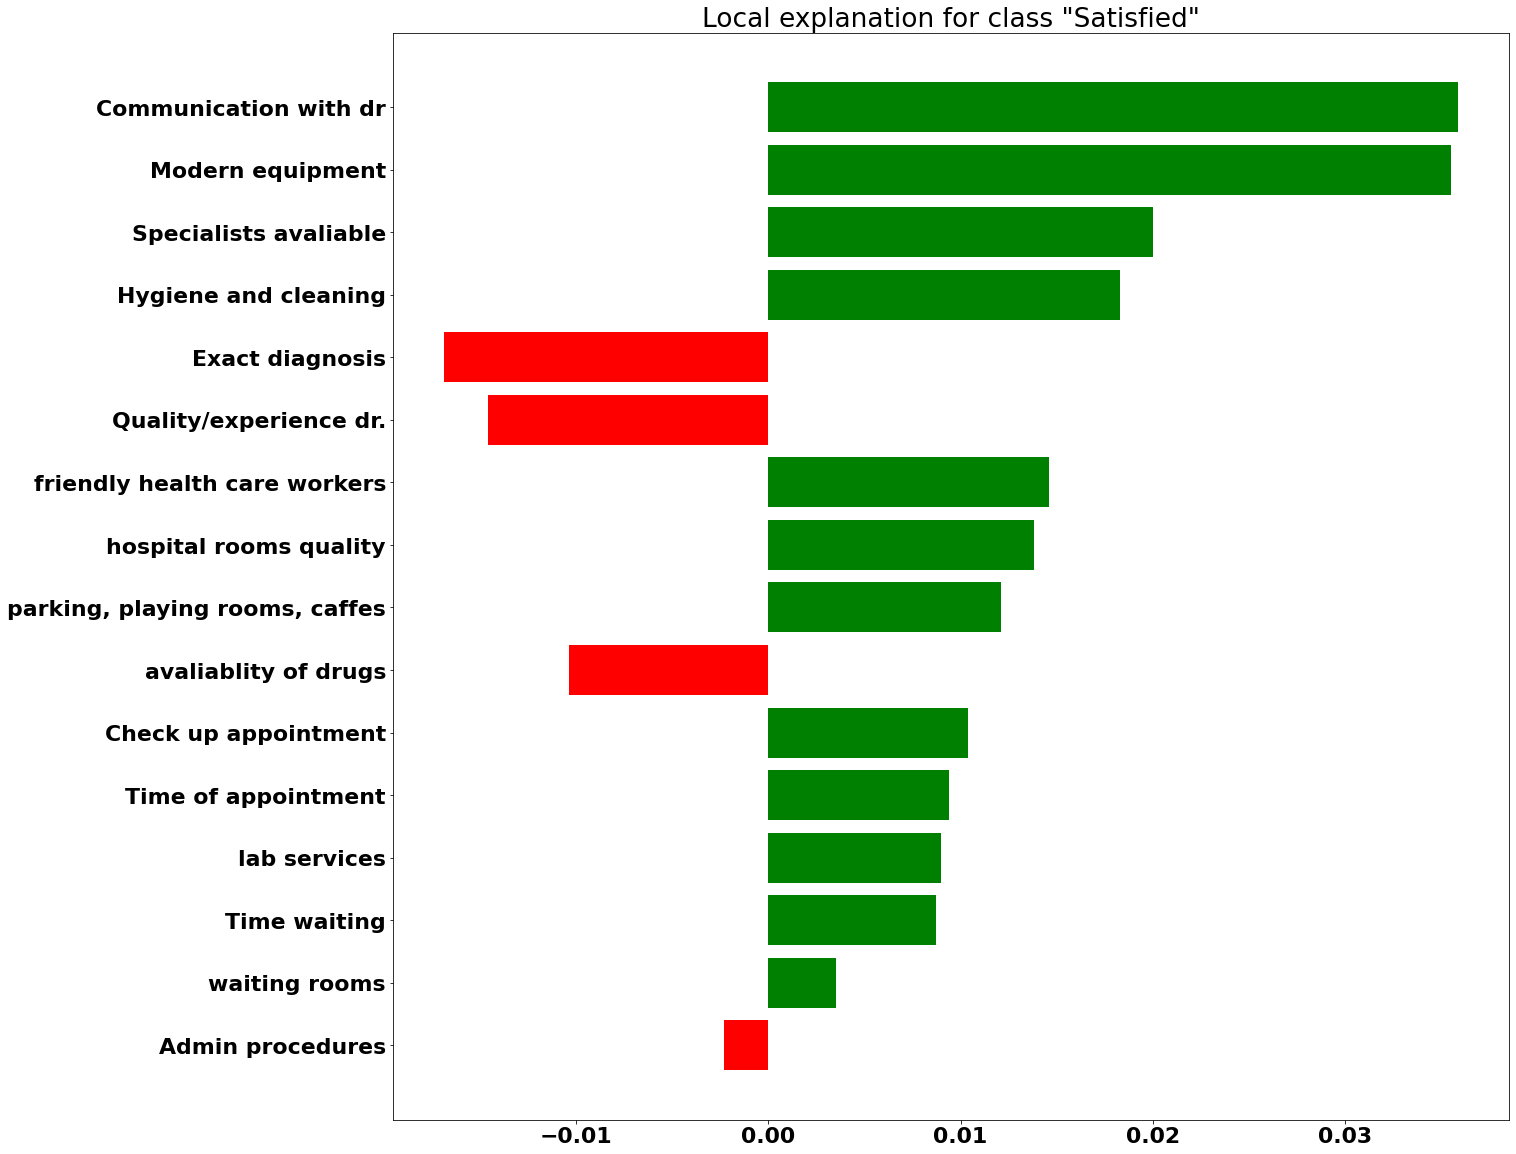 Local explanation for class "Satisfied"
Communication with dr
Modern equipment
Specialists avaliable
Hygiene and cleaning
Exact diagnosis
Quality/experience dr.
friendly health care workers
hospital rooms quality
parking, playing rooms, caffes
avaliablity of drugs
Check up appointment
Time of appointment
lab services
Time waiting
waiting rooms
Admin procedures
−0.01 0.00 0.01 0.02 0.03